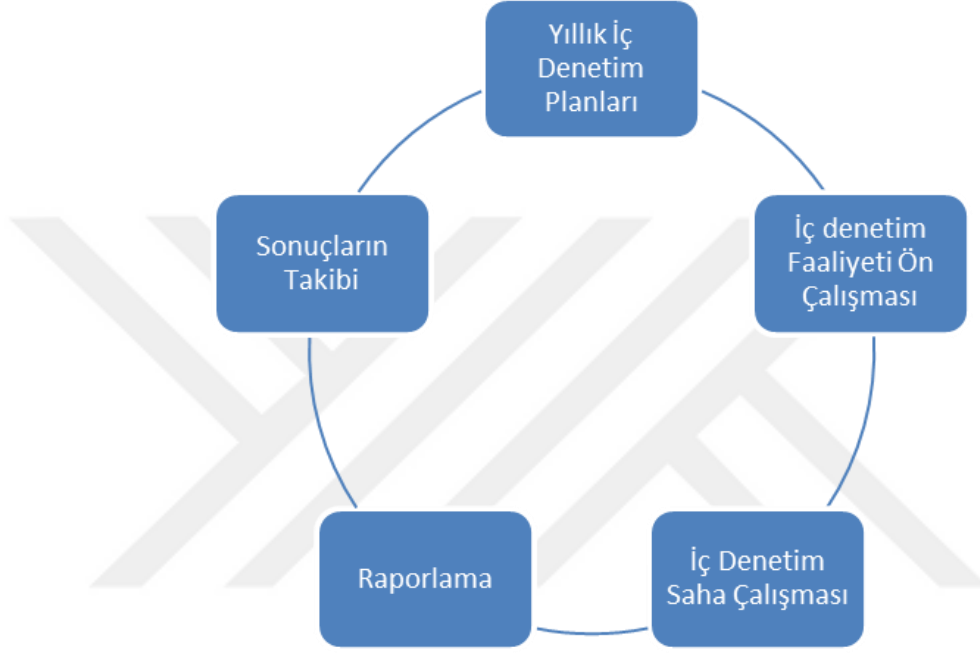 Yıllık İç
Denetim
Planları
İç denetim
Faaliyeti Ön
Çalışması
İç Denetim
Saha Çalışması
Raporlama
Sonuçların
Takibi